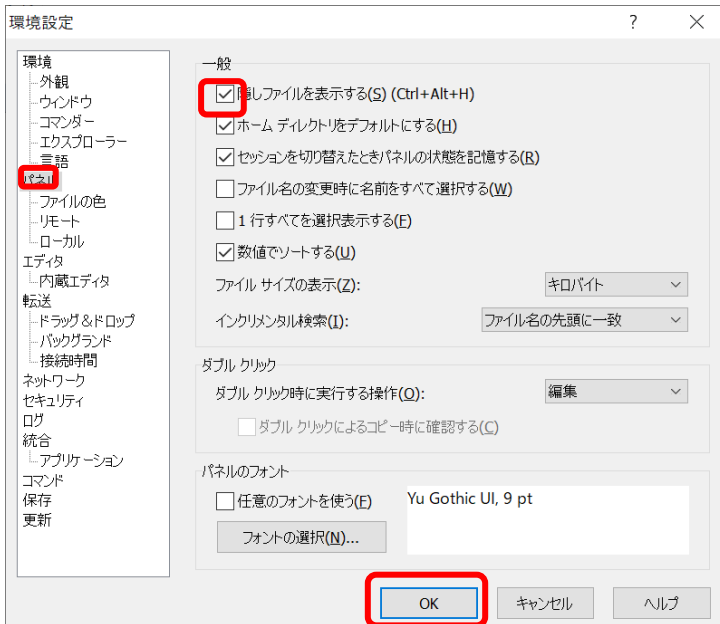 環境設定
?
環境
外観
ウィンドウ
コマンダー
エクスプローラー
言語
パネル
ファイルの色
リモート
ローカル
エディタ
内蔵エディタ
転送
ドラッグ&ドロップ
バックグランド
接続時間
ネットワーク
セキュリティ
ログ
統合
アプリケーション
コマンド
保存
更新
一般
隠しファイルを表示する(S) (Ctrl+Alt+H)
ホーム ディレクトリをデフォルトにする(H)
セッションを切り替えたときパネルの状態を記憶する(R)
ファイル名の変更時に名前をすべて選択する(W)
1 行すべてを選択表示する(F)
数値でソートする(U)
ファイル サイズの表示(Z): キロバイト
インクリメンタル検索(I): ファイル名の先頭に一致
ダブル クリック
ダブル クリック時に実行する操作(O): 編集
ダブル クリックによるコピー時に確認する(C)
パネルのフォント
任意のフォントを使う(F) Yu Gothic UI, 9 pt
フォントの選択(N)...
OK キャンセル ヘルプ